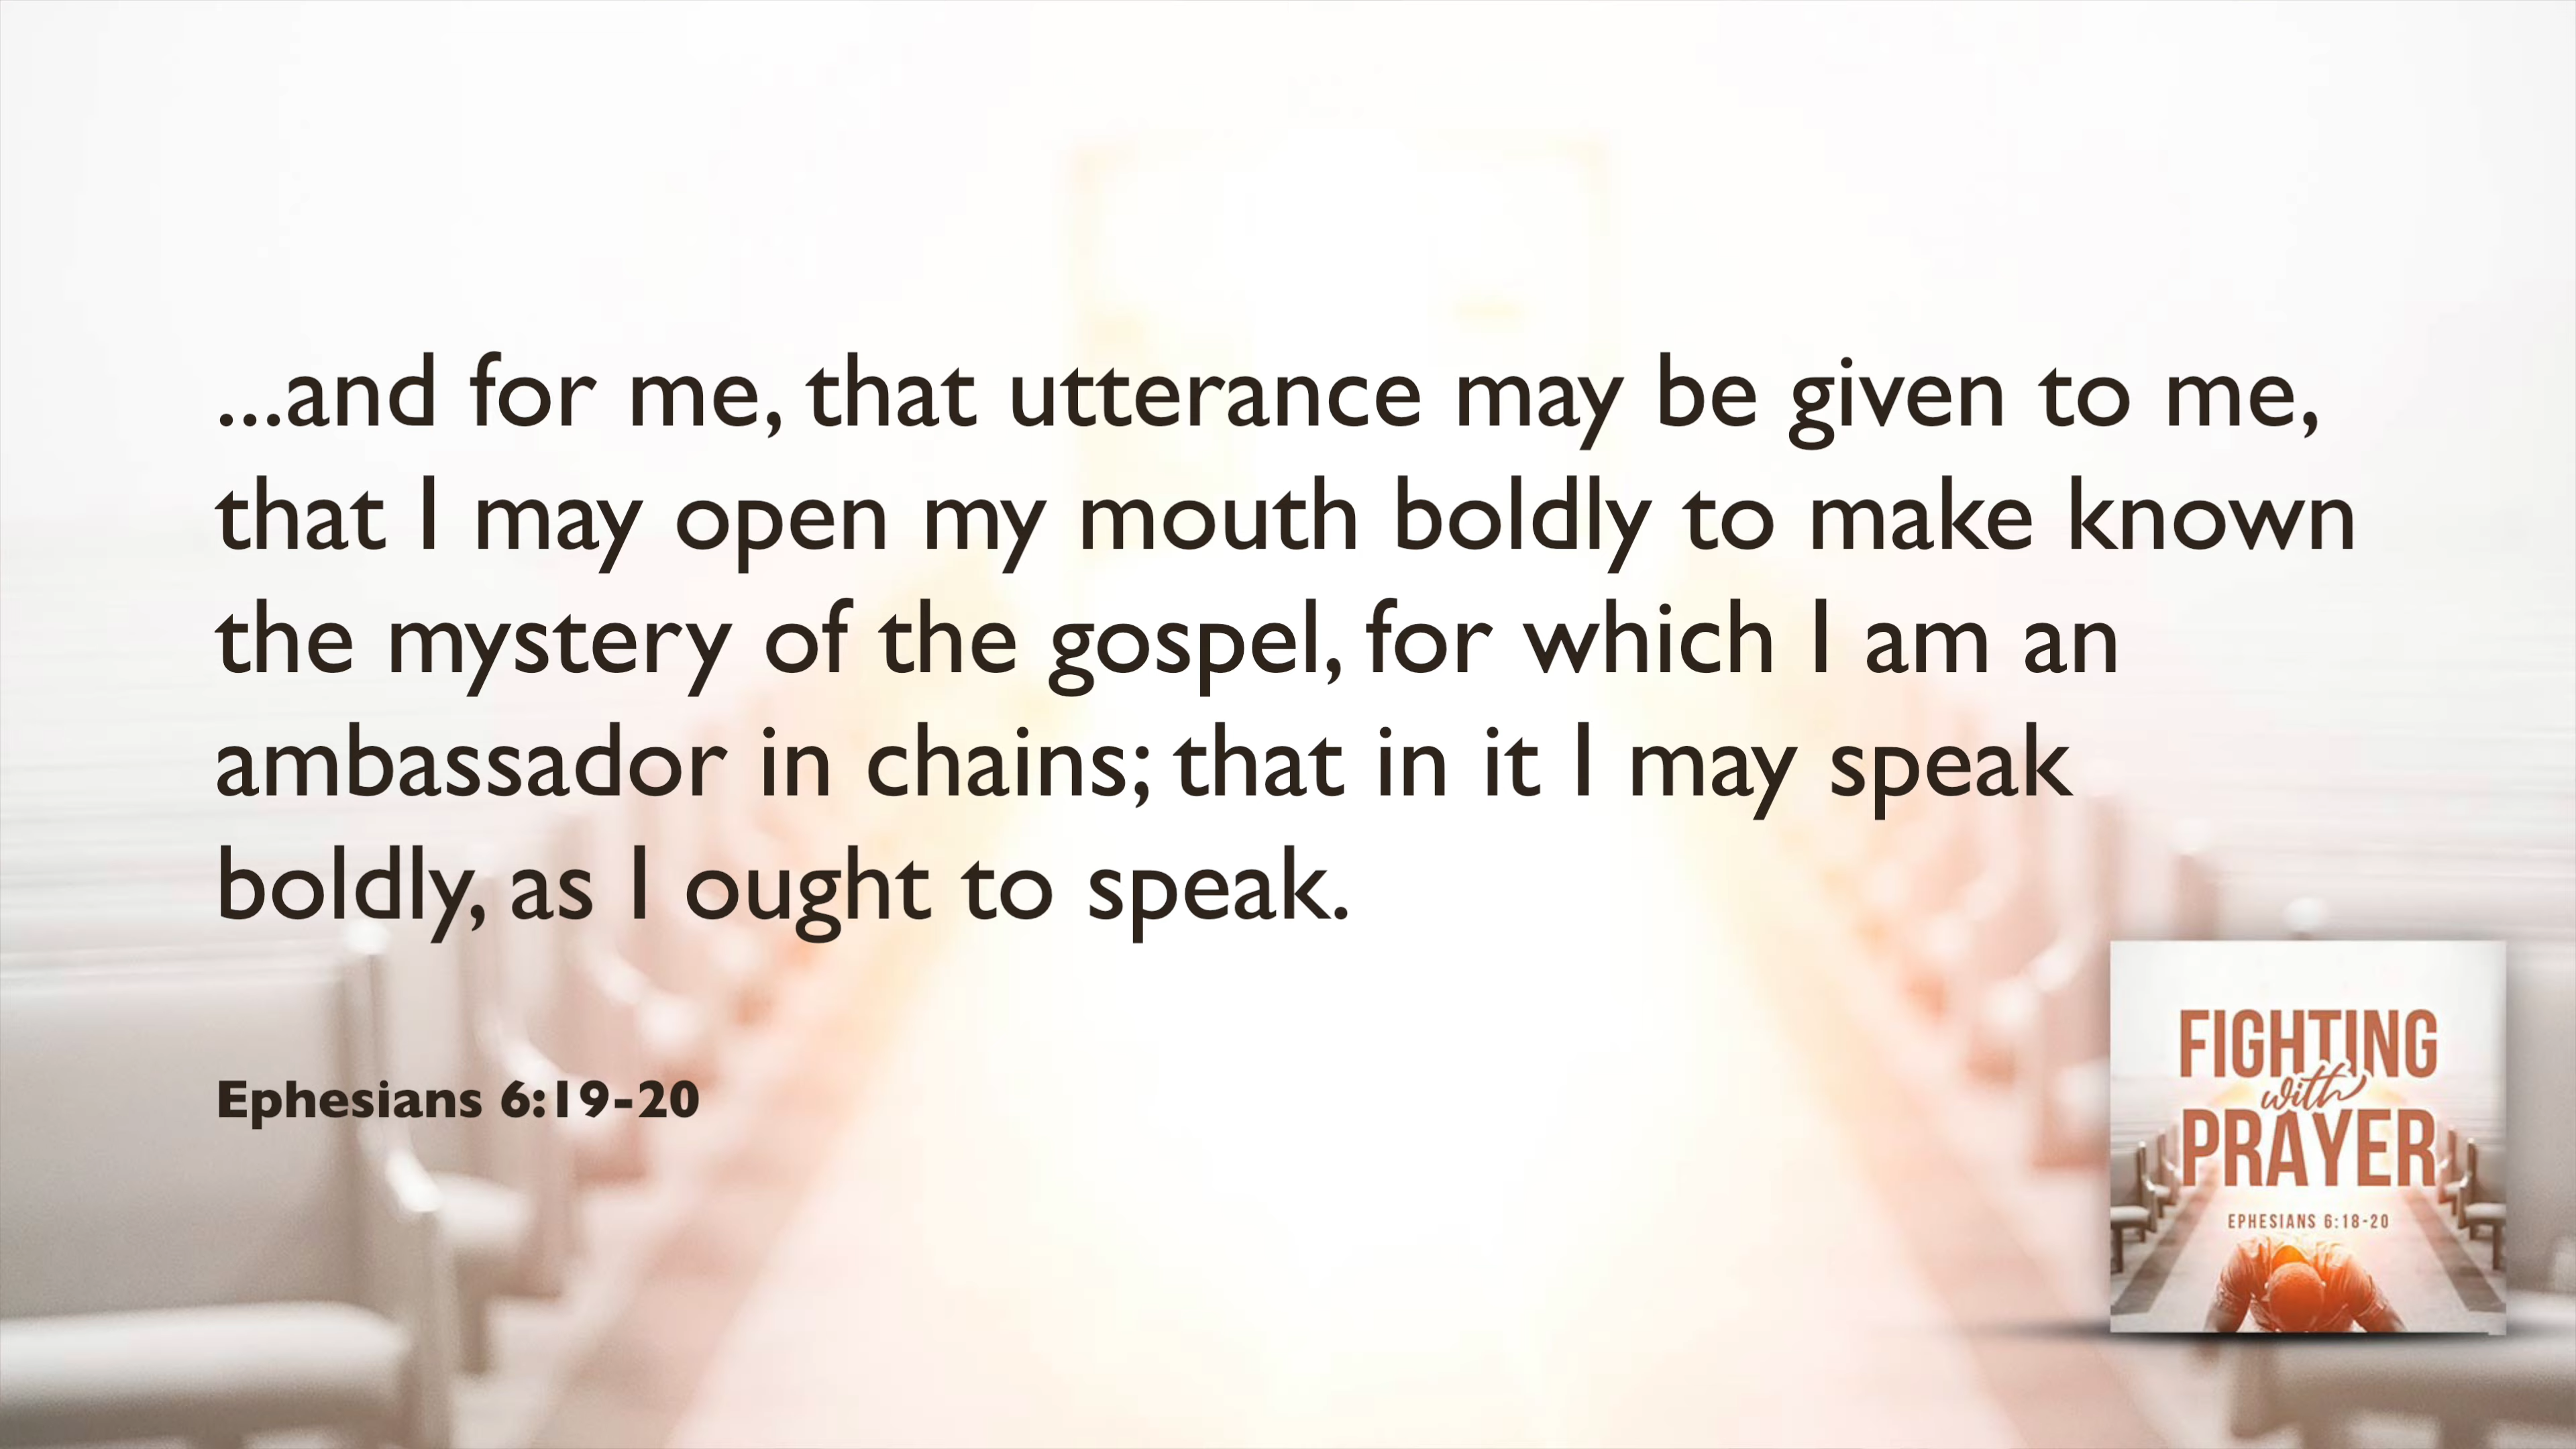 ...and for me, that utterance may be given to me,
that I may open my mouth boldly to make known
the mystery of the gospel, for which I am an
ambassador in chains; that in it I may speak
boldly, as I ought to speak.
Ephesians 6:19-20
FIGHTING
with
PRAYER
EPHESIANS 6:18-20